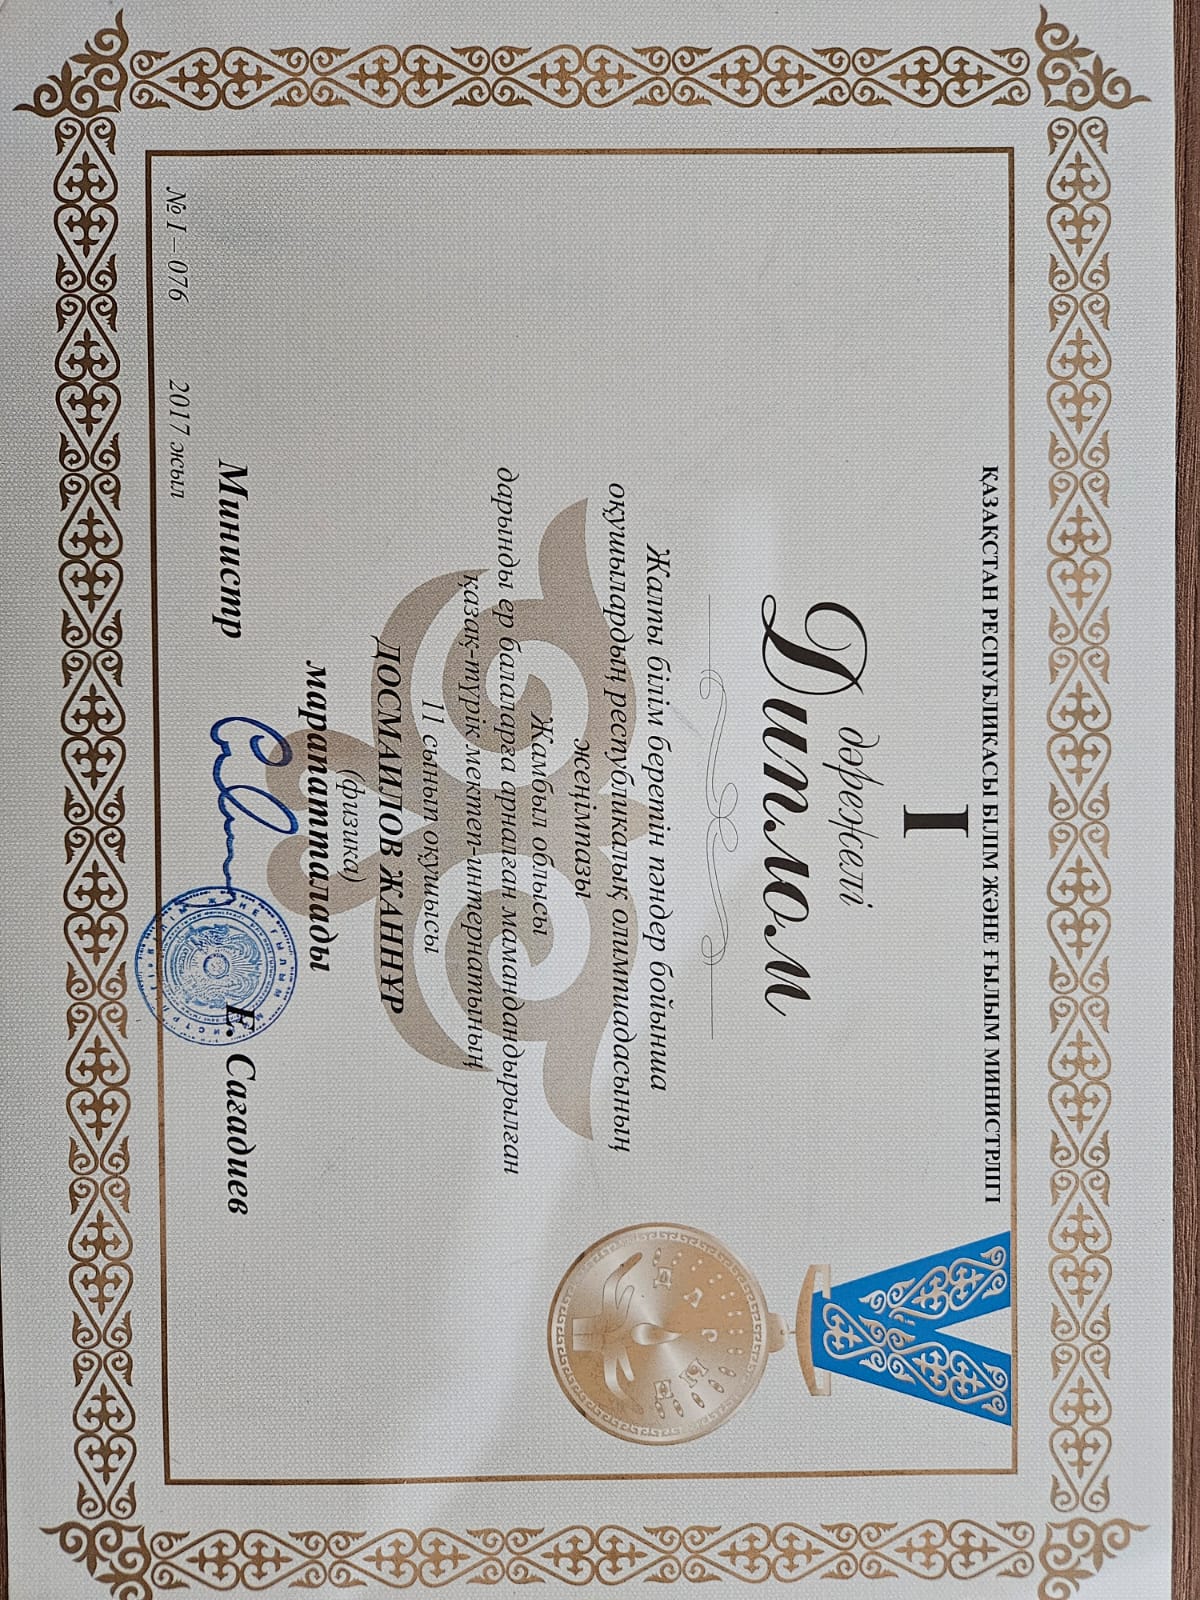 ҚАЗАҚСТАН РЕСПУБЛИКАСЫ БІЛІМ ЖӘНЕ ҒЫЛЫМ МИНИСТРЛІГІ
I
дәрежелі
Диплом
Жалпы білім беретін пәндер бойынша
оқушылардың республикалық олимпиадасының
жеңімпазы
Жамбыл облысы
дарынды ер балаларға арналған мамандандырылған
қазақ-түрік мектеп-интернатының
11 сынып оқушысы
ДОСМАИЛОВ ЖАННҰР
(физика)
марапатталады
Министр Е. Сагадиев
№ I – 076 2017 жыл